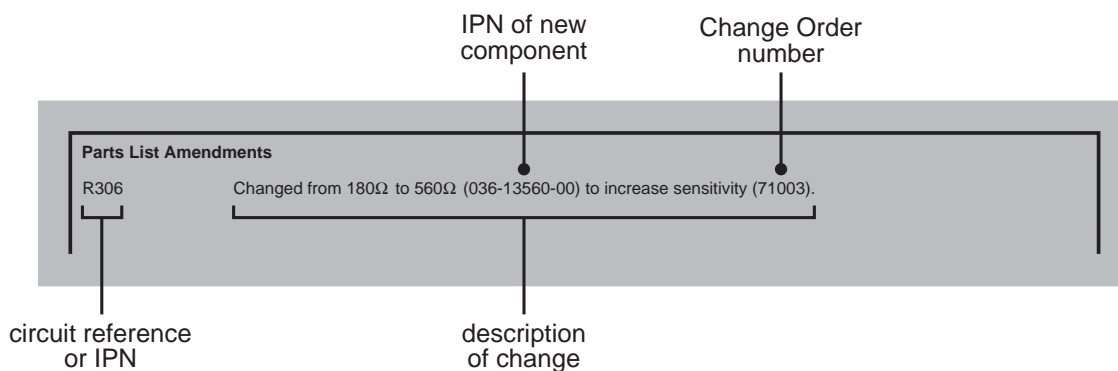 IPN of new
component
Change Order
number
Parts List Amendments
R306 Changed from 180Ω to 560Ω (036-13560-00) to increase sensitivity (71003).
circuit reference
or IPN
description
of change